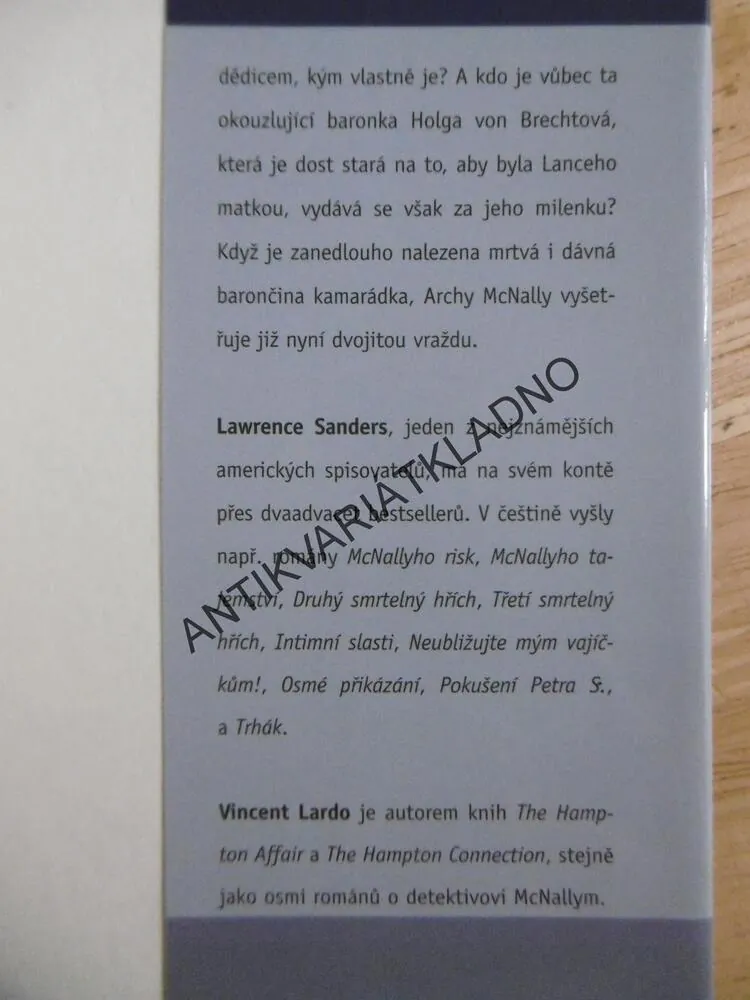 dědicem, kým vlastně je? A kdo je vůbec ta
okouzlující baronka Holga von Brechtová,
která je dost stará na to, aby byla Lanceho
matkou, vydává se však za jeho milenku?
Když je zanedlouho nalezena mrtvá i dávná
barončina kamarádka, Archy McNally vyšet-
řuje již nyní dvojitou vraždu.
Lawrence Sanders, jeden z nejznámějších
amerických spisovatelů, má na svém kontě
přes dvaadvacet bestsellerů. V češtině vyšly
např. romány McNallyho risk, McNallyho ta-
jemství, Druhý smrtelný hřích, Třetí smrtelný
hřích, Intimní slasti, Neubližujte mým vajíč-
kům!, Osmé přikázání, Pokušení Petra S.,
a Trhák.
Vincent Lardo je autorem knih The Hamp-
ton Affair a The Hampton Connection, stejně
jako osmi románů o detektivovi McNallym.
ANTIKVARIÁTKLADNO